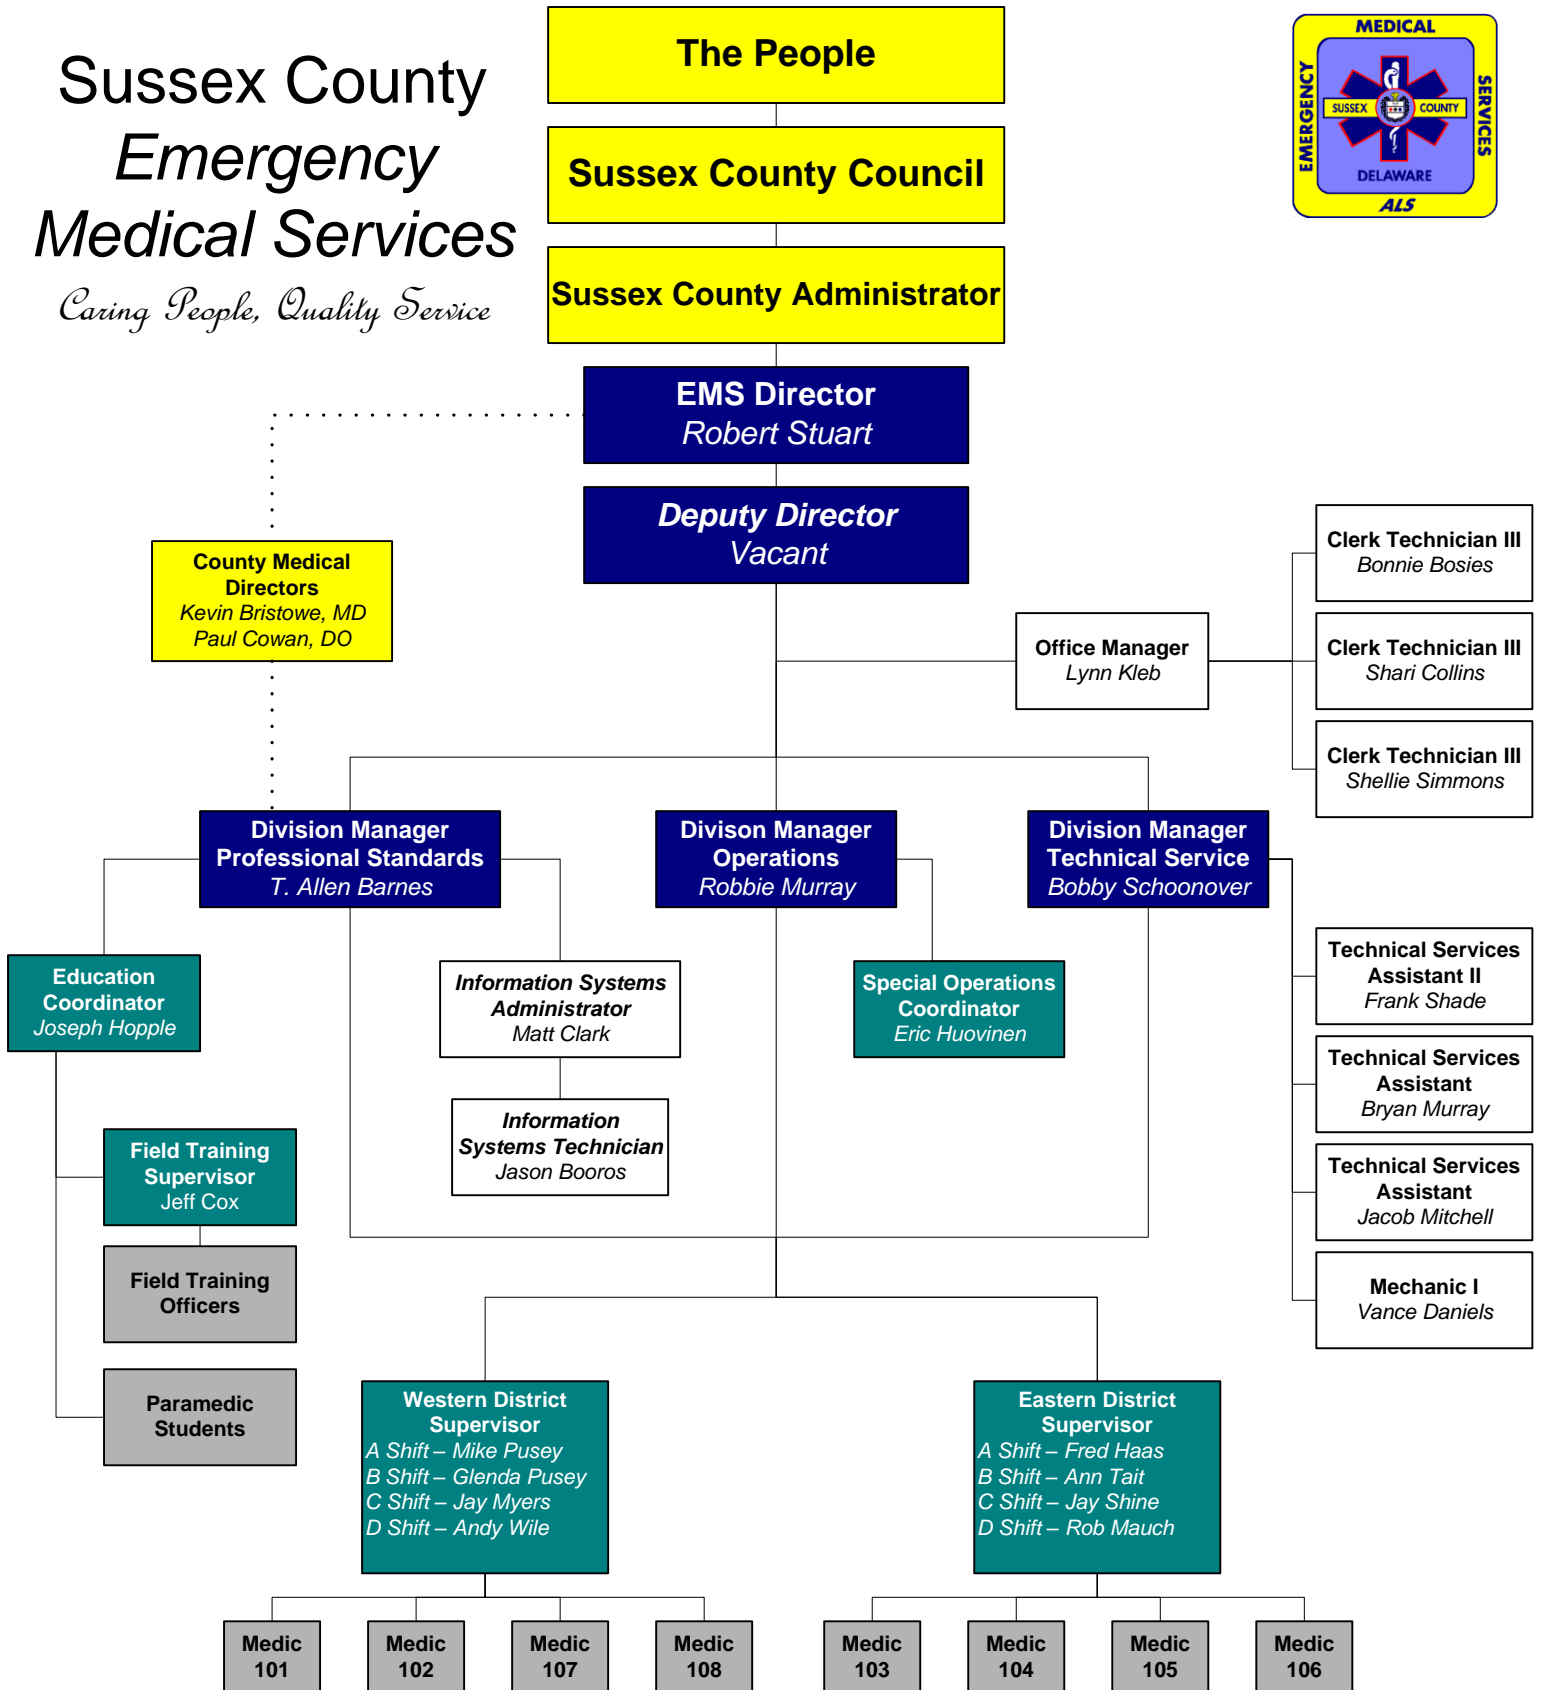 Sussex County
Emergency
Medical Services
Caring People, Quality Service
The People
Sussex County Council
Sussex County Administrator
MEDICAL
EMERGENCY
SERVICES
SUSSEX
COUNTY
DELAWARE
ALS
EMS Director
Robert Stuart
Deputy Director
Vacant
County Medical
Directors
Kevin Bristowe, MD
Paul Cowan, DO
Office Manager
Lynn Kleb
Clerk Technician III
Bonnie Bosies
Clerk Technician III
Shari Collins
Clerk Technician III
Shellie Simmons
Division Manager
Professional Standards
T. Allen Barnes
Divison Manager
Operations
Robbie Murray
Division Manager
Technical Service
Bobby Schoonover
Education
Coordinator
Joseph Hopple
Information Systems
Administrator
Matt Clark
Special Operations
Coordinator
Eric Huovinen
Technical Services
Assistant II
Frank Shade
Technical Services
Assistant
Bryan Murray
Technical Services
Assistant
Jacob Mitchell
Mechanic I
Vance Daniels
Information
Systems Technician
Jason Booros
Field Training
Supervisor
Jeff Cox
Field Training
Officers
Paramedic
Students
Western District
Supervisor
A Shift – Mike Pusey
B Shift – Glenda Pusey
C Shift – Jay Myers
D Shift – Andy Wile
Eastern District
Supervisor
A Shift – Fred Haas
B Shift – Ann Tait
C Shift – Jay Shine
D Shift – Rob Mauch
Medic
101
Medic
102
Medic
107
Medic
108
Medic
103
Medic
104
Medic
105
Medic
106